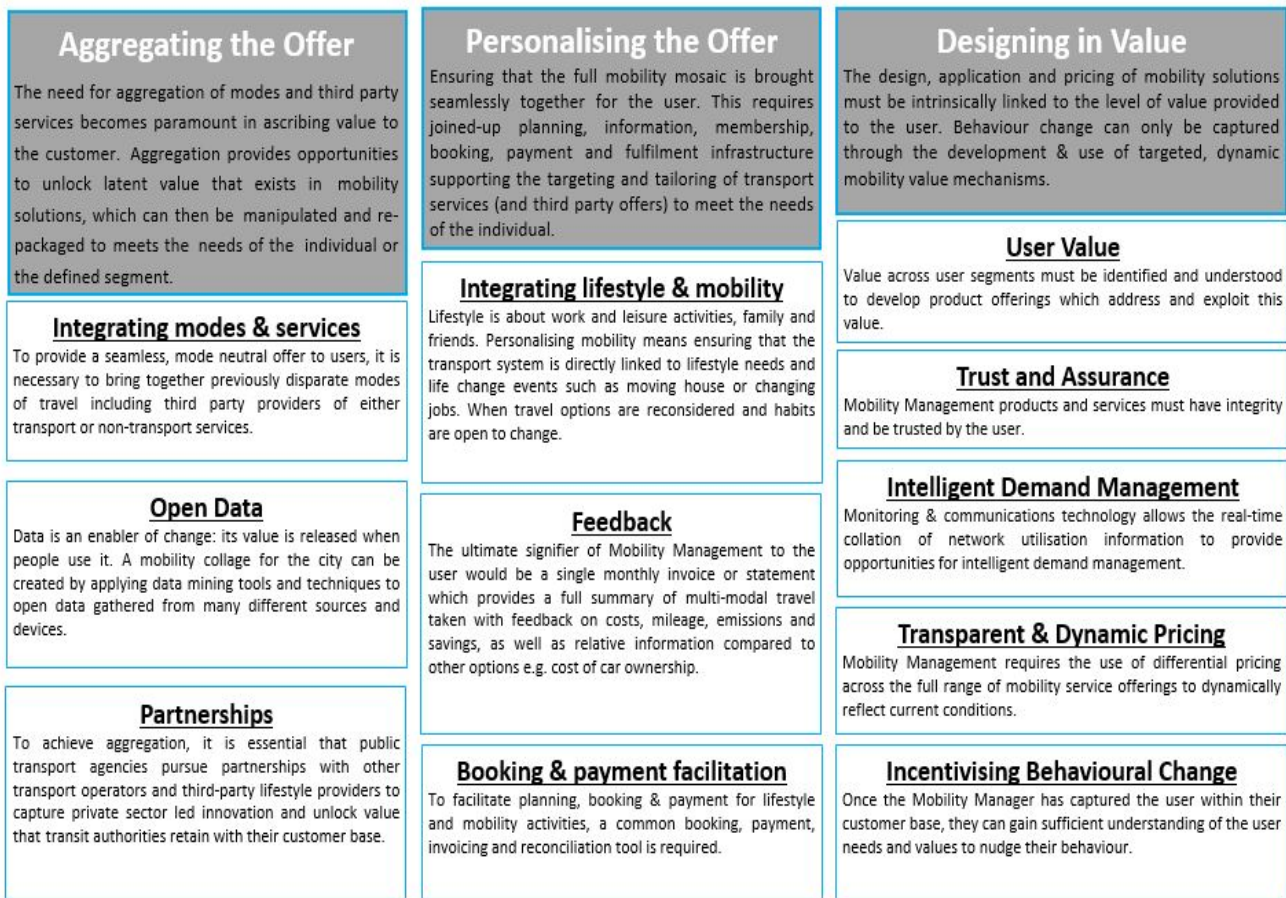 Aggregating the Offer
The need for aggregation of modes and third party
services becomes paramount in ascribing value to
the customer. Aggregation provides opportunities
to unlock latent value that exists in mobility
solutions, which can then be manipulated and re-
packaged to meets the needs of the individual or
the defined segment.
Integrating modes & services
To provide a seamless, mode neutral offer to users, it is
necessary to bring together previously disparate modes
of travel including third party providers of either
transport or non-transport services.
Open Data
Data is an enabler of change: its value is released when
people use it. A mobility collage for the city can be
created by applying data mining tools and techniques to
open data gathered from many different sources and
devices.
Partnerships
To achieve aggregation, it is essential that public
transport agencies pursue partnerships with other
transport operators and third-party lifestyle providers to
capture private sector led innovation and unlock value
that transit authorities retain with their customer base.
Personalising the Offer
Ensuring that the full mobility mosaic is brought
seamlessly together for the user. This requires
joined-up planning, information, membership,
booking, payment and fulfilment infrastructure
supporting the targeting and tailoring of transport
services (and third party offers) to meet the needs
of the individual.
Integrating lifestyle & mobility
Lifestyle is about work and leisure activities, family and
friends. Personalising mobility means ensuring that the
transport system is directly linked to lifestyle needs and
life change events such as moving house or changing
jobs. When travel options are reconsidered and habits
are open to change.
Feedback
The ultimate signifier of Mobility Management to the
user would be a single monthly invoice or statement
which provides a full summary of multi-modal travel
taken with feedback on costs, mileage, emissions and
savings, as well as relative information compared to
other options e.g. cost of car ownership.
Booking & payment facilitation
To facilitate planning, booking & payment for lifestyle
and mobility activities, a common booking, payment,
invoicing and reconciliation tool is required.
Designing in Value
The design, application and pricing of mobility solutions
must be intrinsically linked to the level of value provided
to the user. Behaviour change can only be captured
through the development & use of targeted, dynamic
mobility value mechanisms.
User Value
Value across user segments must be identified and understood
to develop product offerings which address and exploit this
value.
Trust and Assurance
Mobility Management products and services must have integrity
and be trusted by the user.
Intelligent Demand Management
Monitoring & communications technology allows the real-time
collation of network utilisation information to provide
opportunities for intelligent demand management.
Transparent & Dynamic Pricing
Mobility Management requires the use of differential pricing
across the full range of mobility service offerings to dynamically
reflect current conditions.
Incentivising Behavioural Change
Once the Mobility Manager has captured the user within their
customer base, they can gain sufficient understanding of the user
needs and values to nudge their behaviour.